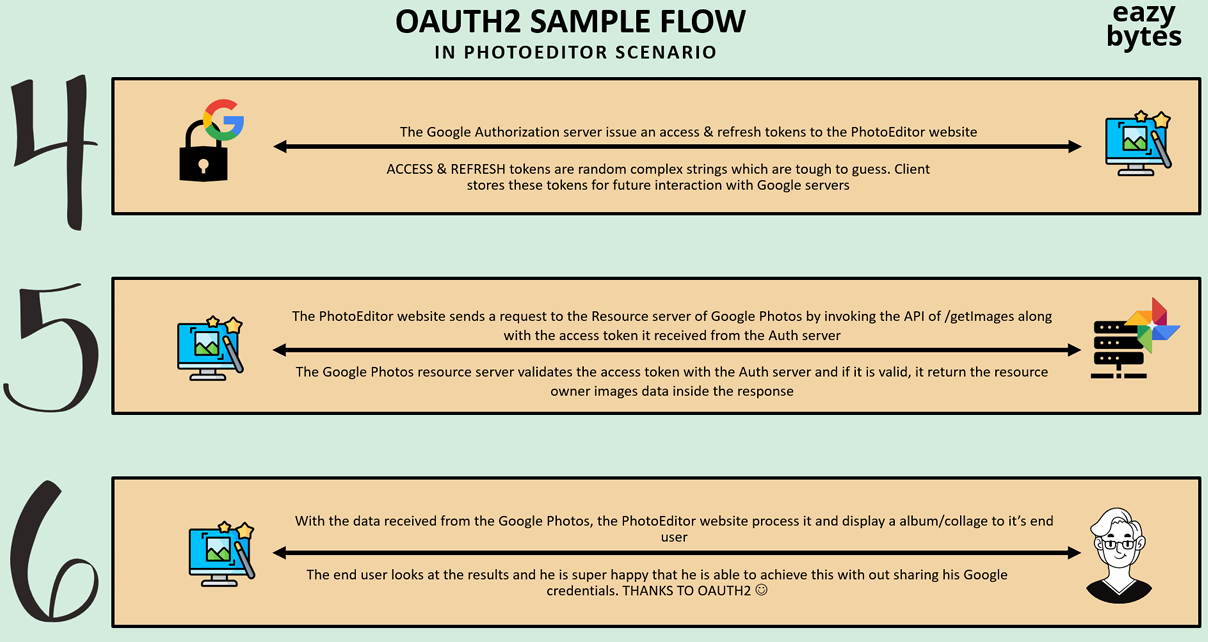 OAUTH2 SAMPLE FLOW
IN PHOTOEDITOR SCENARIO
eazy
bytes
4
The Google Authorization server issue an access & refresh tokens to the PhotoEditor website
ACCESS & REFRESH tokens are random complex strings which are tough to guess. Client
stores these tokens for future interaction with Google servers
5
The PhotoEditor website sends a request to the Resource server of Google Photos by invoking the API of /getImages along
with the access token it received from the Auth server
The Google Photos resource server validates the access token with the Auth server and if it is valid, it return the resource
owner images data inside the response
6
With the data received from the Google Photos, the PhotoEditor website process it and display a album/collage to it’s end
user
The end user looks at the results and he is super happy that he is able to achieve this with out sharing his Google
credentials. THANKS TO OAUTH2 ☺